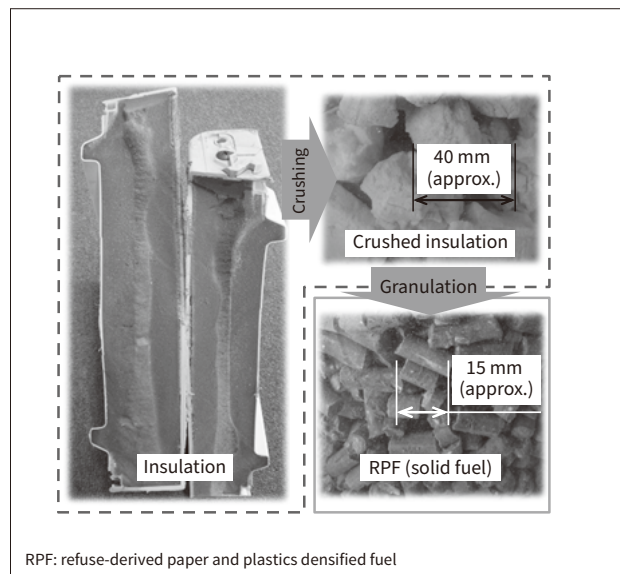 Crushing
40 mm
(approx.)
Crushed insulation
Granulation
15 mm
(approx.)
Insulation
RPF (solid fuel)
RPF: refuse-derived paper and plastics densified fuel